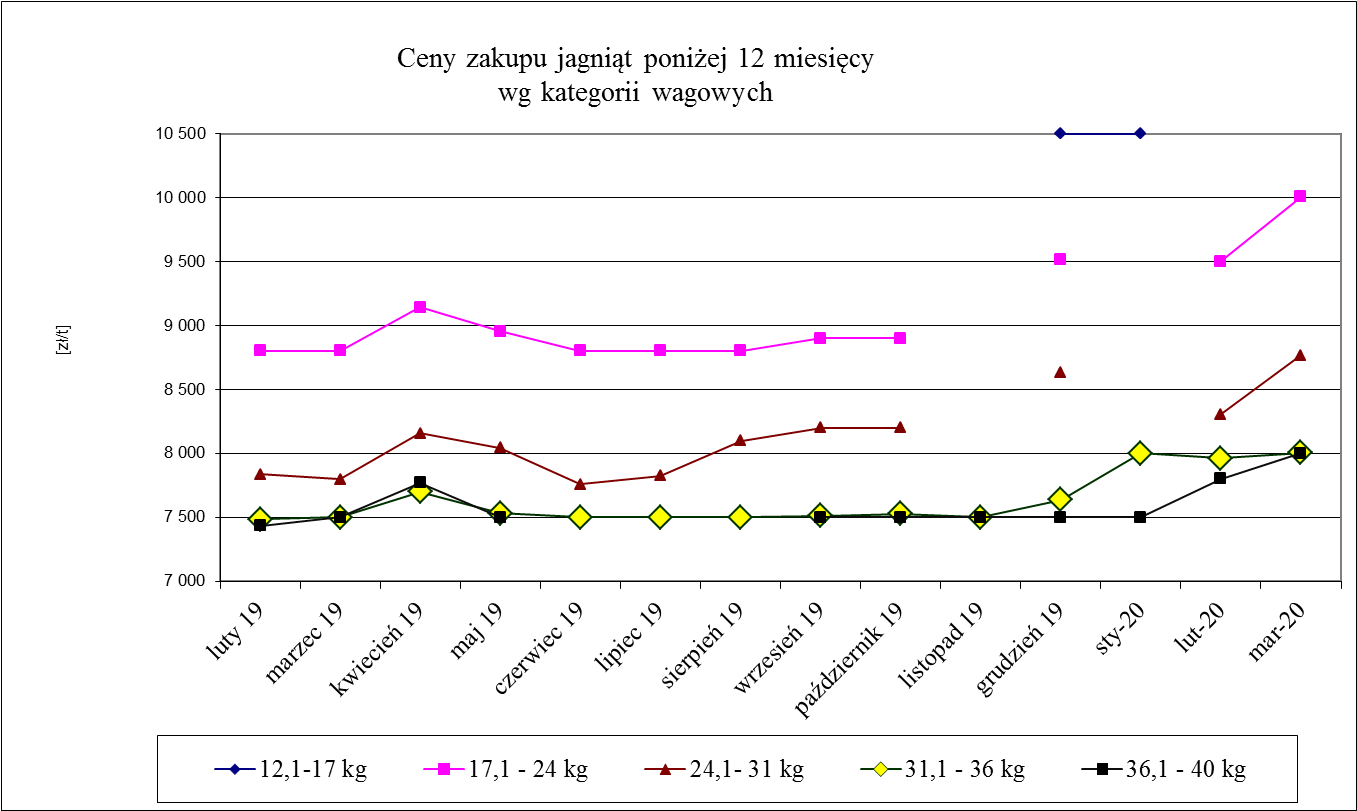 Ceny zakupu jagniąt poniżej 12 miesięcy
wg kategorii wagowych
[zł/t]
10 500
10 000
9 500
9 000
8 500
8 000
7 500
7 000
luty 19
marzec 19
kwiecień 19
maj 19
czerwiec 19
lipiec 19
sierpień 19
wrzesień 19
październik 19
listopad 19
grudzień 19
sty-20
lut-20
mar-20
12,1-17 kg
17,1 - 24 kg
24,1- 31 kg
31,1 - 36 kg
36,1 - 40 kg